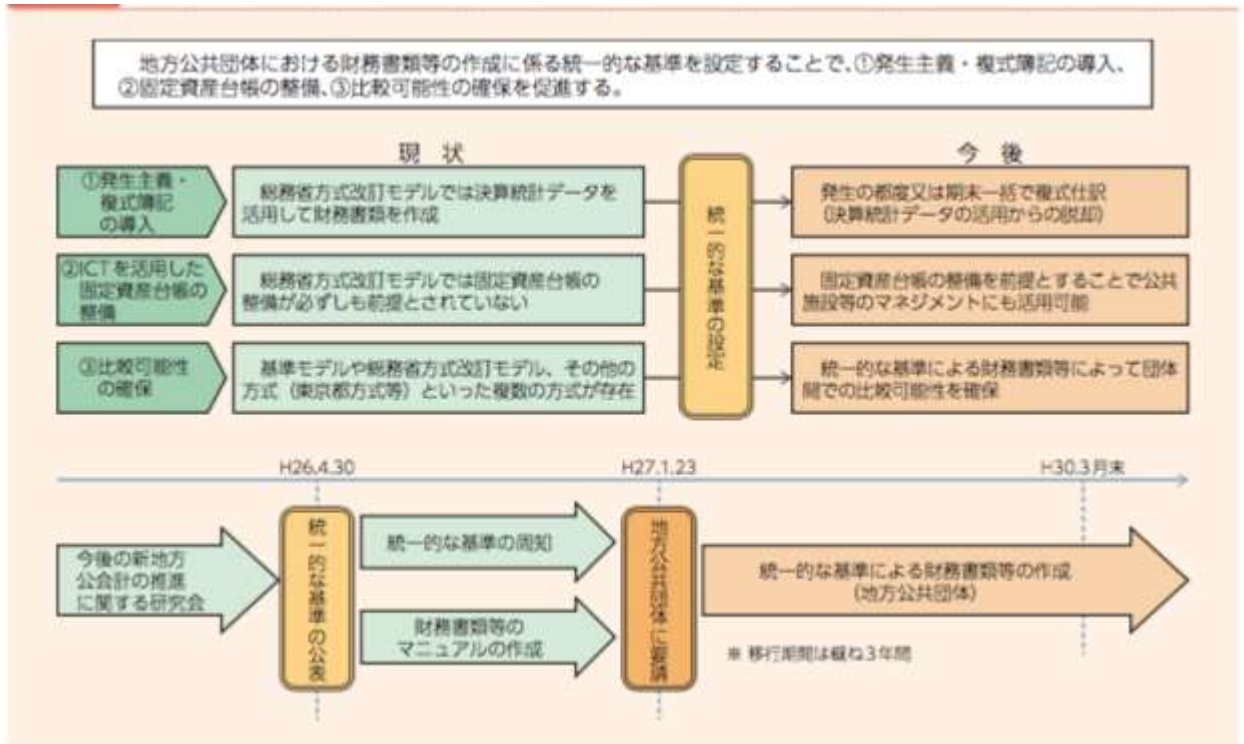 地方公共団体における財務書類等の作成に係る統一的な基準を設定することで、①発生主義・複式簿記の導入、
②固定資産台帳の整備、③比較可能性の確保を促進する。
現 状
今 後
①発生主義・
複式簿記
の導入
総務省方式改訂モデルでは決算統計データを
活用して財務書類を作成
発生の都度又は期末一括で複式仕訳
(決算統計データの活用からの脱却)
②ICTを活用した
固定資産台帳の
整備
総務省方式改訂モデルでは固定資産台帳の
整備が必ずしも前提とされていない
固定資産台帳の整備を前提とすることで公共
施設等のマネジメントにも活用可能
③比較可能性
の確保
基準モデルや総務省方式改訂モデル、その他の
方式(東京都方式等)といった複数の方式が存在
統一的な基準による財務書類等によって団体
間での比較可能性を確保
統一的な基準の設定
H26.4.30
H27.1.23
H30.3月末
今後の新地方
公会計の推進
に関する研究会
統一的な基準の公表
統一的な基準の周知
財務書類等の
マニュアルの作成
地方公共団体に要請
統一的な基準による財務書類等の作成
(地方公共団体)
※ 移行期間は概ね3年間